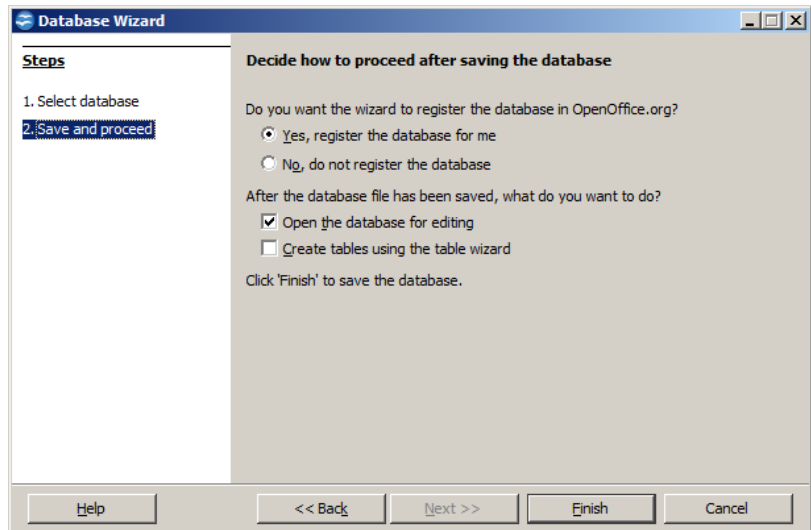 Database Wizard
Steps
1. Select database
2. Save and proceed
Decide how to proceed after saving the database
Do you want the wizard to register the database in OpenOffice.org?
Yes, register the database for me
No, do not register the database
After the database file has been saved, what do you want to do?
Open the database for editing
Create tables using the table wizard
Click 'Finish' to save the database.
Help
<< Back
Next >>
Finish
Cancel